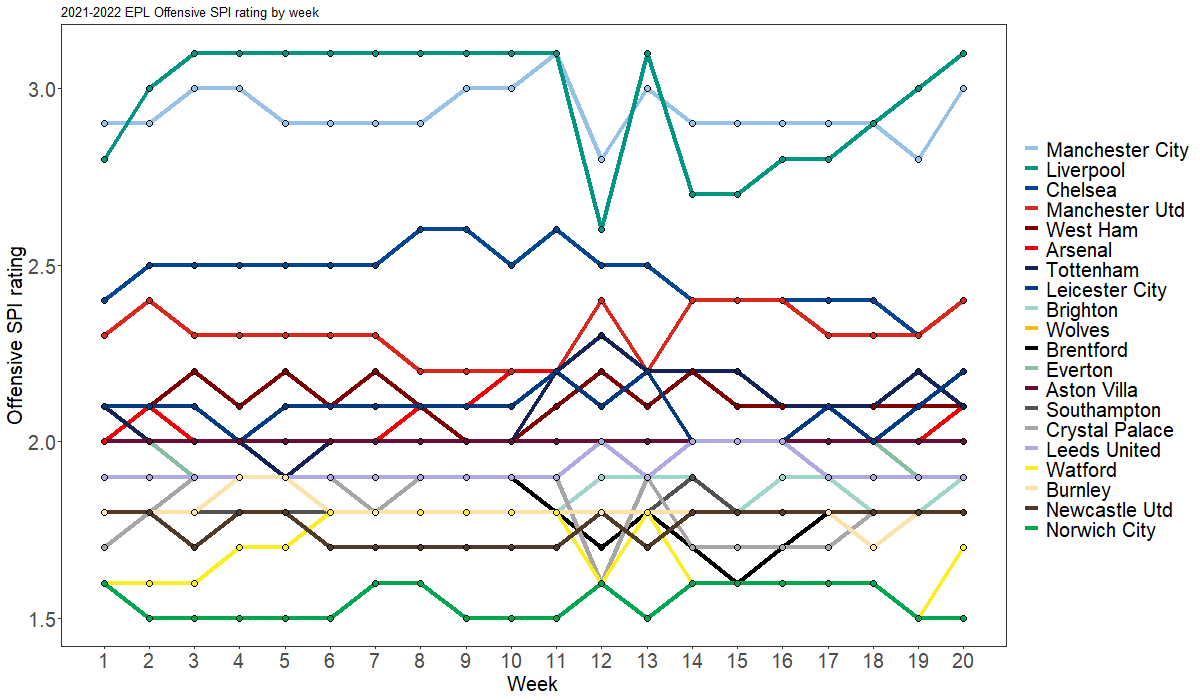 2021-2022 EPL Offensive SPI rating by week
3.0
2.5
2.0
1.5
Offensive SPI rating
1 2 3 4 5 6 7 8 9 10 11 12 13 14 15 16 17 18 19 20
Week
Manchester City
Liverpool
Chelsea
Manchester Utd
West Ham
Arsenal
Tottenham
Leicester City
Brighton
Wolves
Brentford
Everton
Aston Villa
Southampton
Crystal Palace
Leeds United
Watford
Burnley
Newcastle Utd
Norwich City